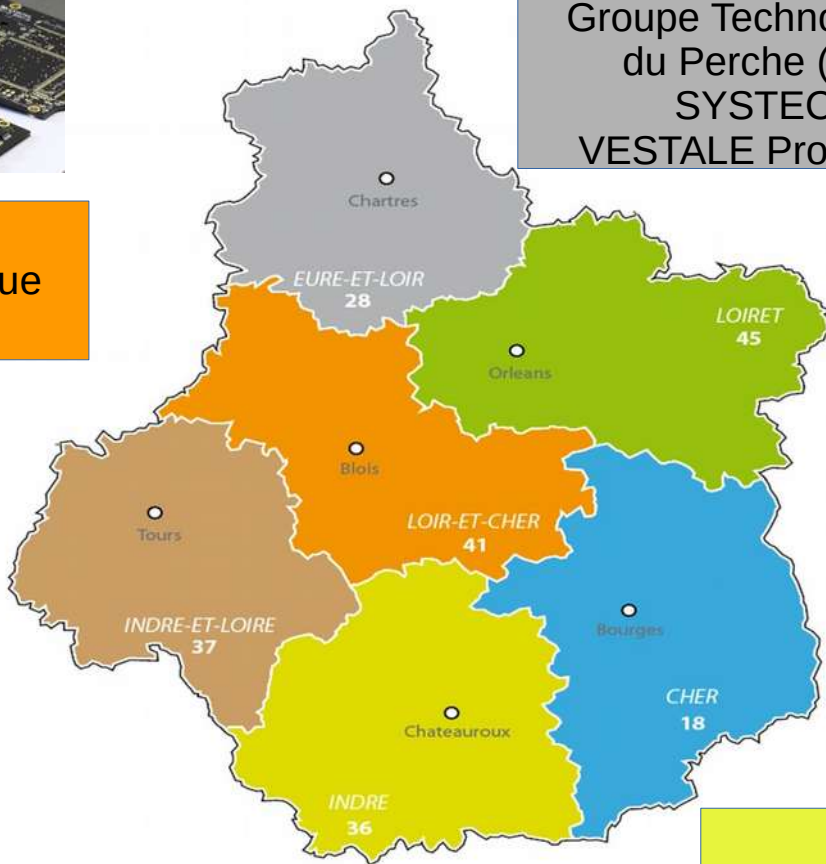 Groupe Techno
du Perche (
SYSTEC
VESTALE Pro
Chartres
ue
EURE-ET-LOIR
28
LOIRET
45
Orleans
Blois
LOIR-ET-CHER
41
Tours
INDRE-ET-LOIRE
37
Bourges
CHER
18
Chateauroux
INDRE
36